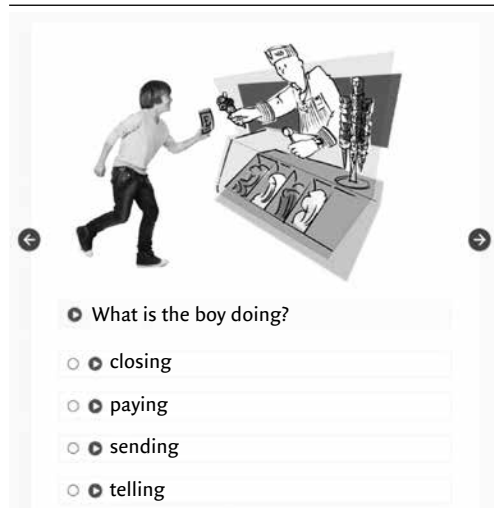 What is the boy doing?
closing
paying
sending
telling